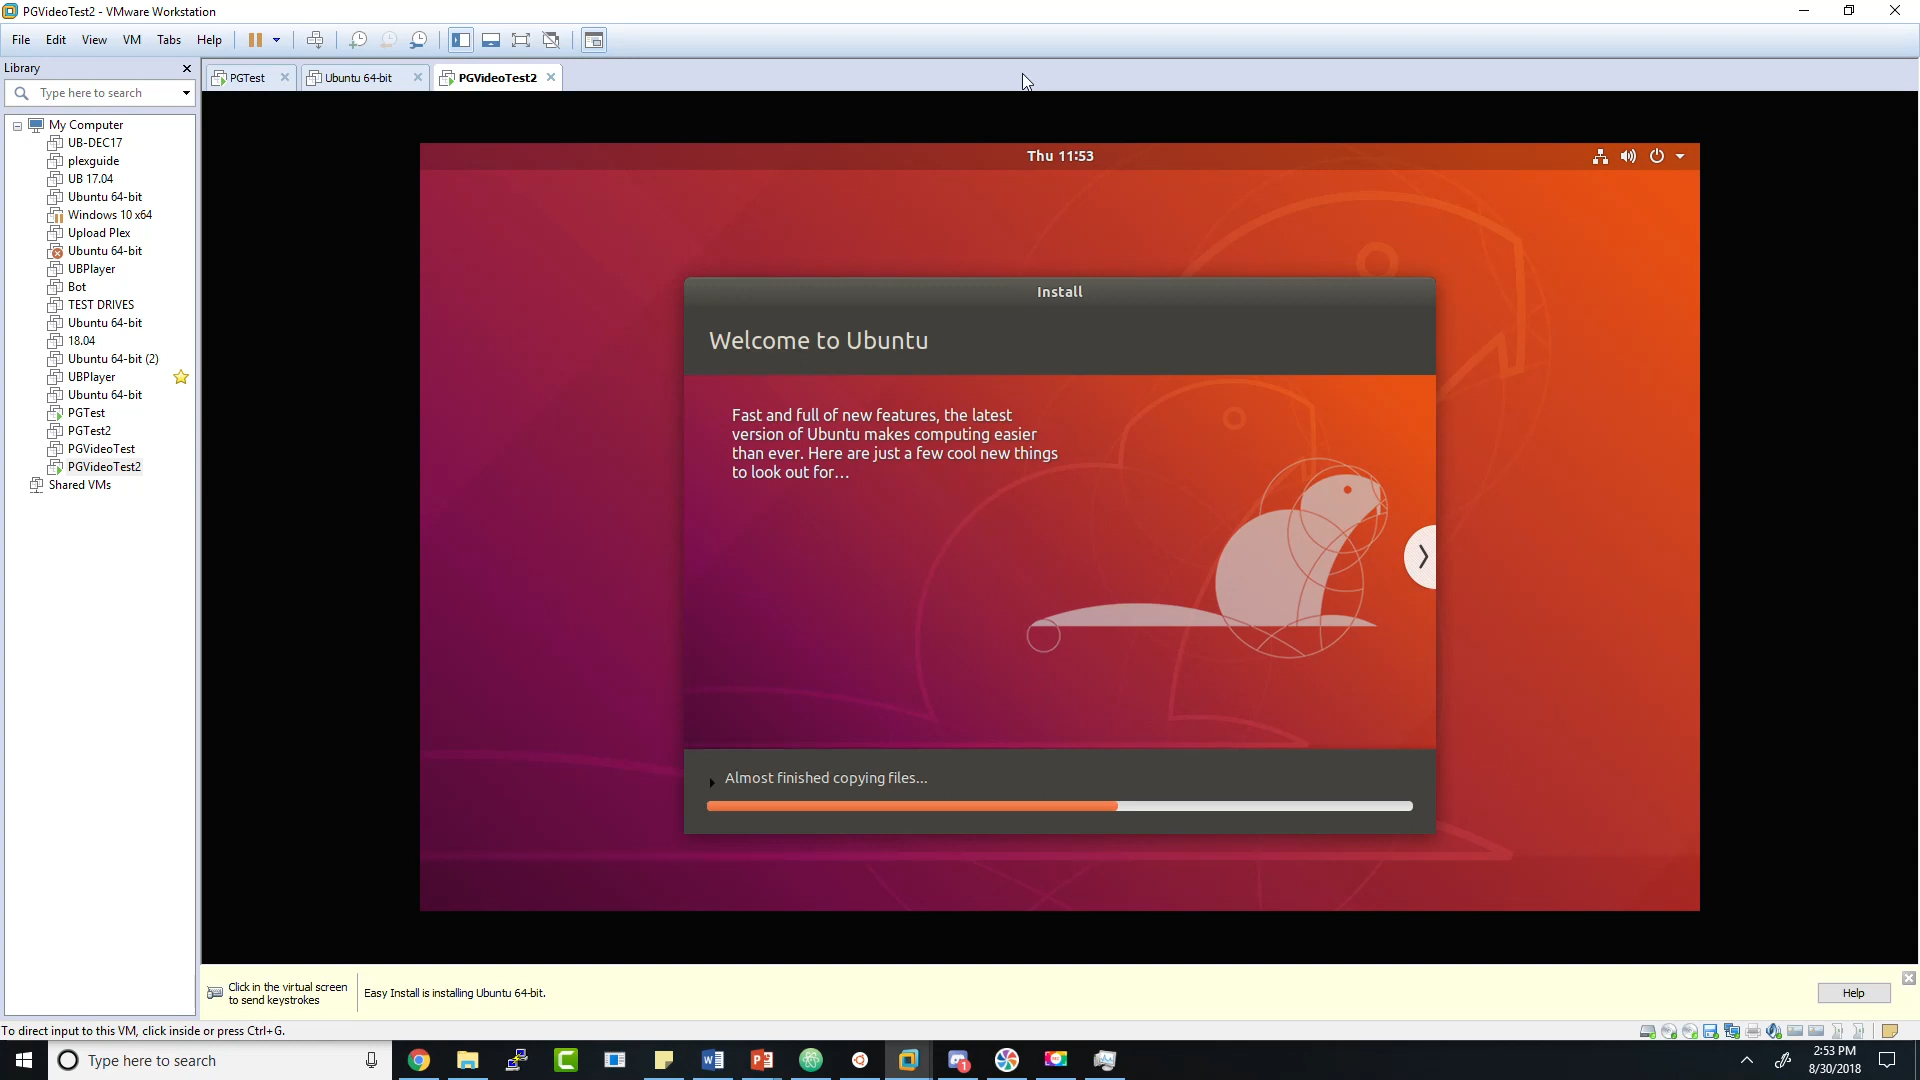 PGVideoTest2 - VMware Workstation
File Edit View VM Tabs Help
Library
Type here to search
My Computer
UB-DEC17
plexguide
UB 17.04
Ubuntu 64-bit
Windows 10 x64
Upload Plex
Ubuntu 64-bit
UBPlayer
Bot
TEST DRIVES
Ubuntu 64-bit
18.04
Ubuntu 64-bit (2)
UBPlayer
Ubuntu 64-bit
PGTest
PGTest2
PGVideoTest
PGVideoTest2
Shared VMs
PGTest Ubuntu 64-bit PGVideoTest2
Thu 11:53
Install
Welcome to Ubuntu
Fast and full of new features, the latest
version of Ubuntu makes computing easier
than ever. Here are just a few cool new things
to look out for...
Almost finished copying files...
Click in the virtual screen
to send keystrokes
Easy Install is installing Ubuntu 64-bit.
Help
To direct input to this VM, click inside or press Ctrl+G.
Type here to search
1
2:53 PM
8/30/2018